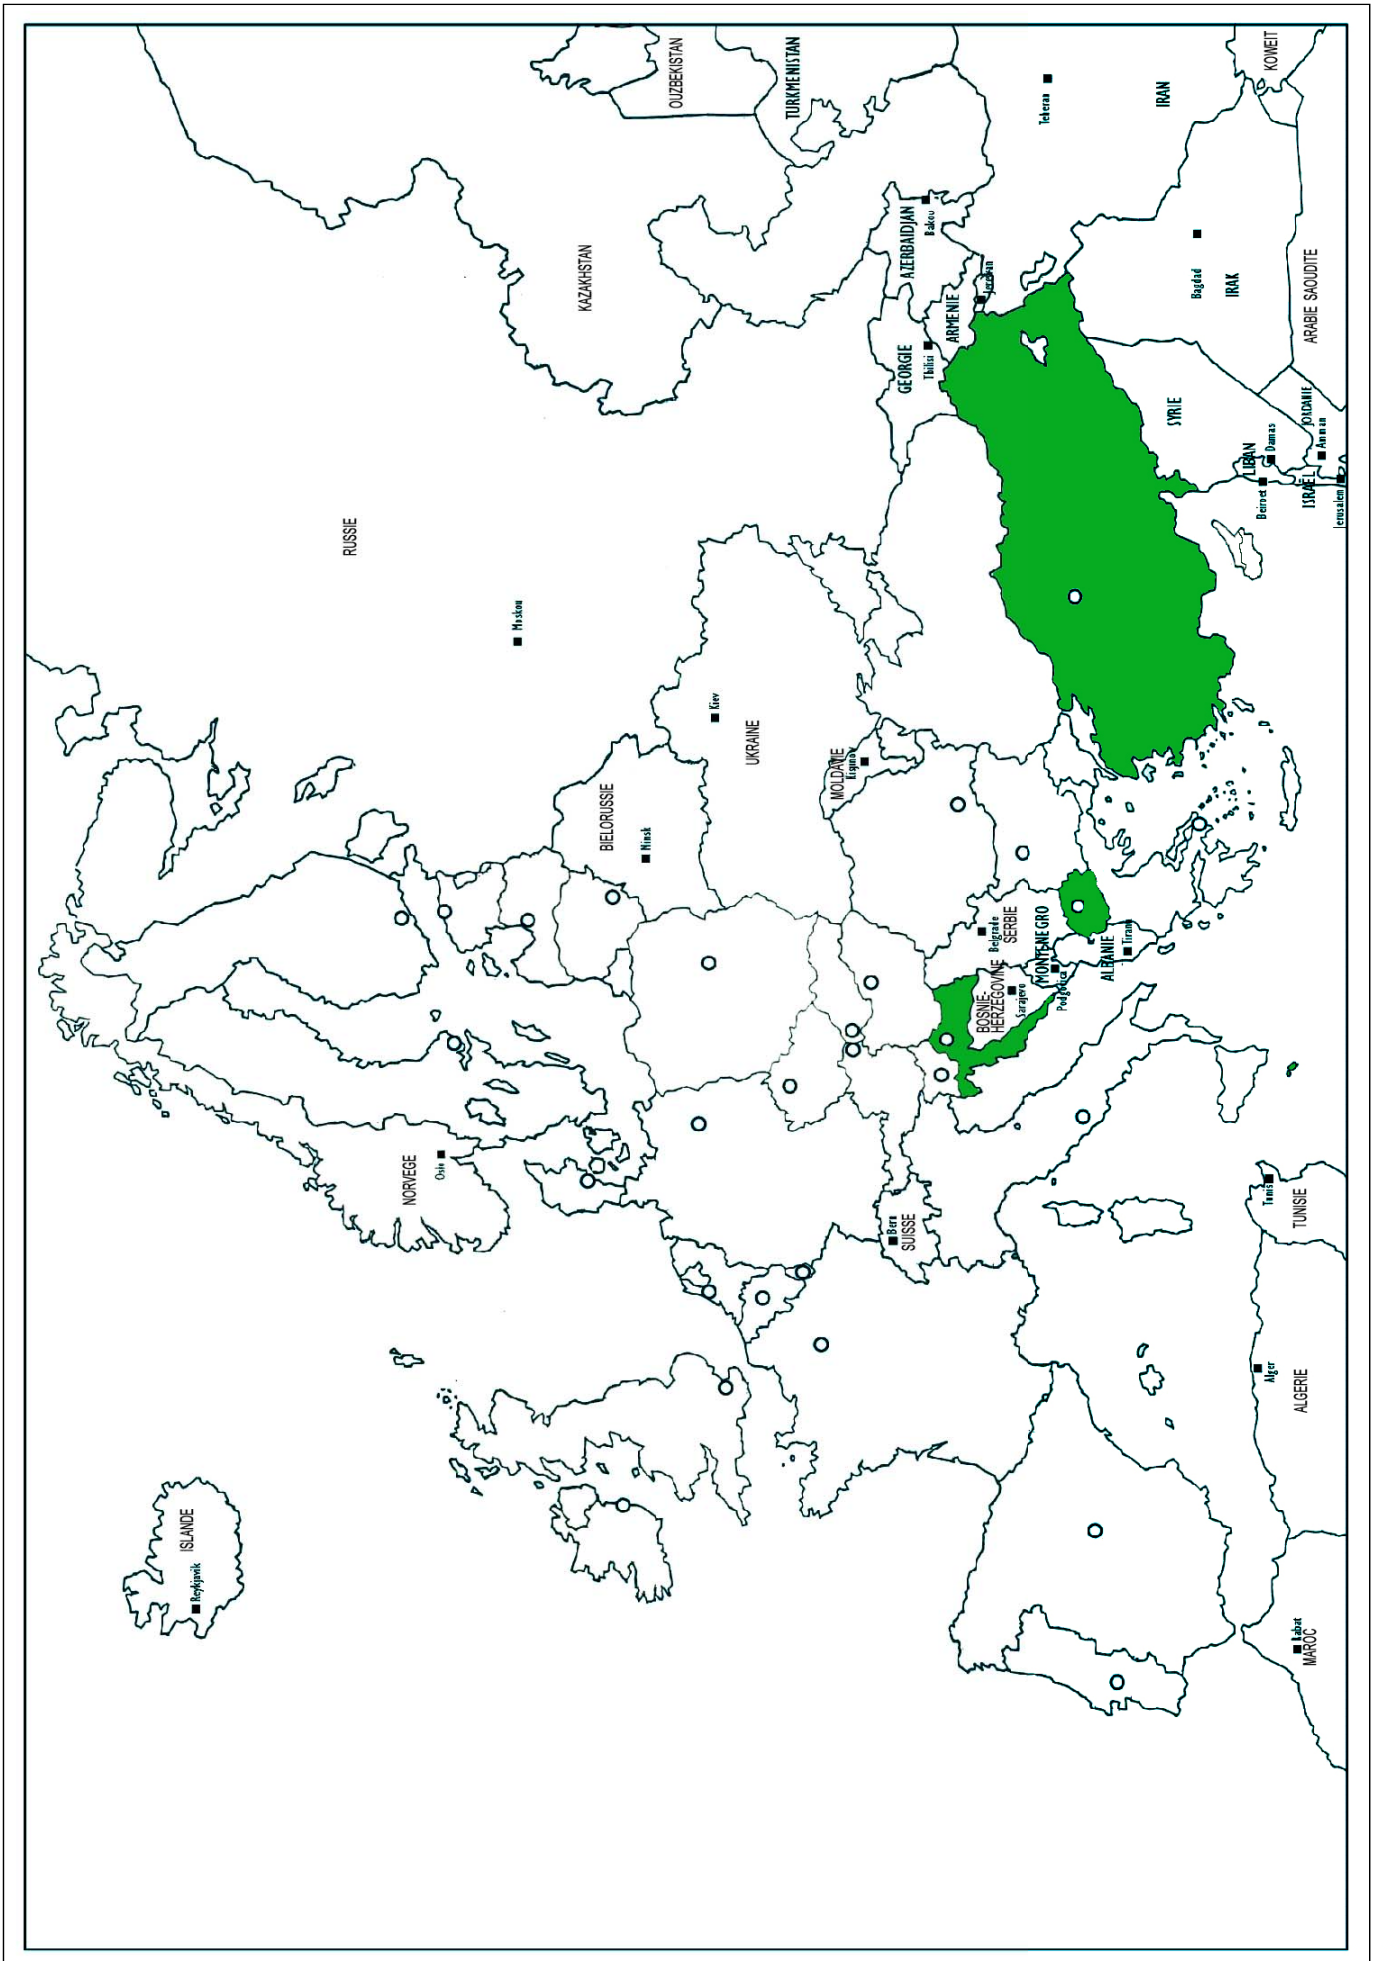 ISLANDE
Reykjavik
NORVEGE
Oslo
RUSSIE
Moskou
BIELORUSSIE
Minsk
UKRAINE
Kiev
MOLDAVIE
KAZAKHSTAN
OUZBEKISTAN
TURKMENISTAN
AZERBAIDJAN
Bakou
GEORGIE
Tbilisi
ARMENIE
Teheran
IRAN
KOWEIT
Bagdad
IRAK
ARABIE SAOUDITE
SYRIE
JORDANIE
Amman
LIBAN
Damas
Beiroet
ISRAËL
Jerusalem
SUISSE
Bern
BOSNIE-
HERZEGOVINE
Sarajevo
SERBIE
Belgrade
MONTENEGRO
Podgorica
ALBANIE
Tirana
TUNISIE
Tunis
ALGERIE
Alger
MAROC
Rabat